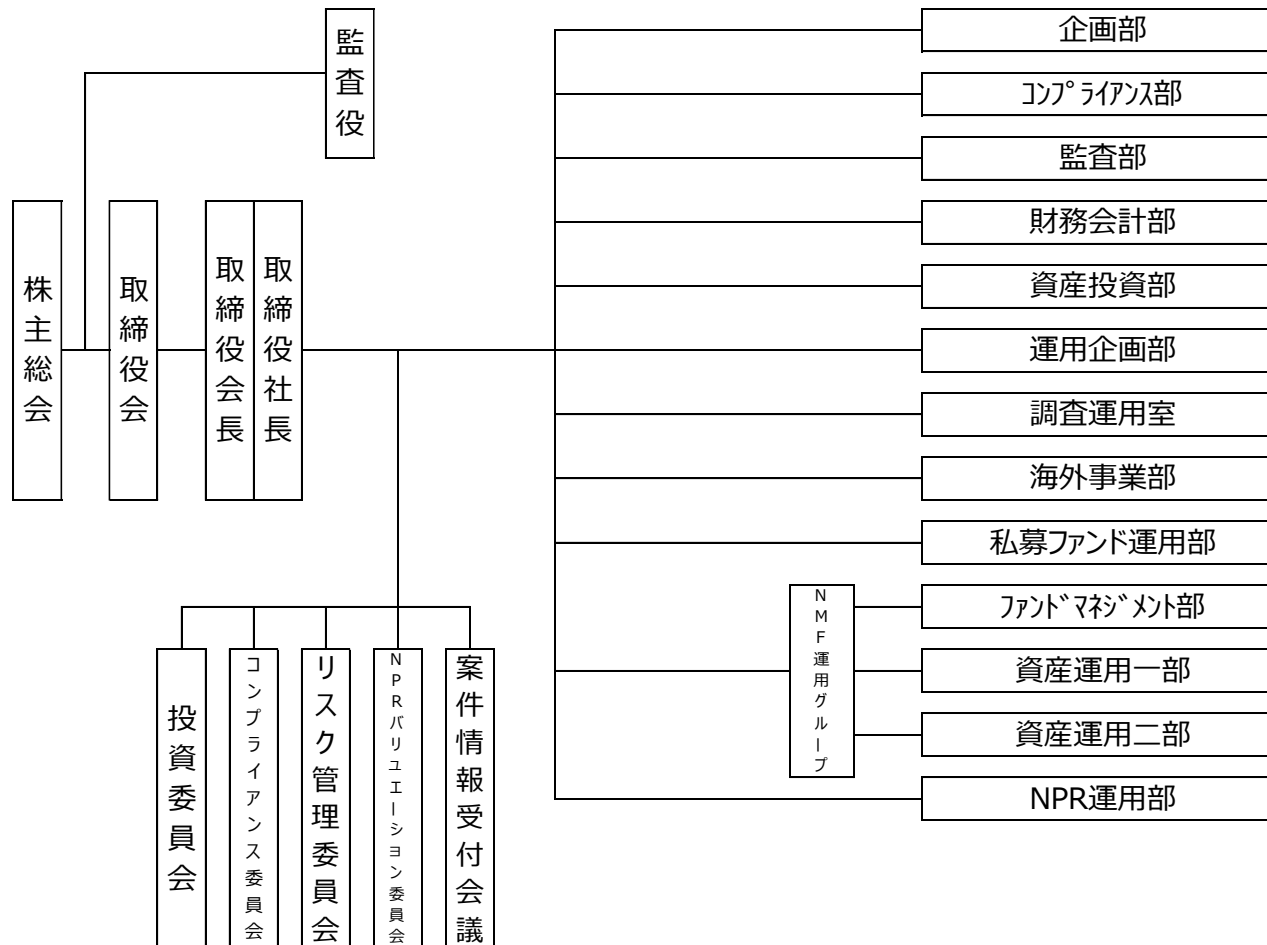 監査役
株主総会
取締役会
取締役会長
取締役社長
企画部
ｺﾝﾌﾟﾗｲｱﾝｽ部
監査部
財務会計部
資産投資部
運用企画部
調査運用室
海外事業部
私募ファンド運用部
NMF運用グループ
ﾌｧﾝﾄﾞﾏﾈｼﾞﾒﾝﾄ部
資産運用一部
資産運用二部
NPR運用部
投資委員会
コンプライアンス委員会
リスク管理委員会
NPRバリュエーション委員会
案件情報受付会議